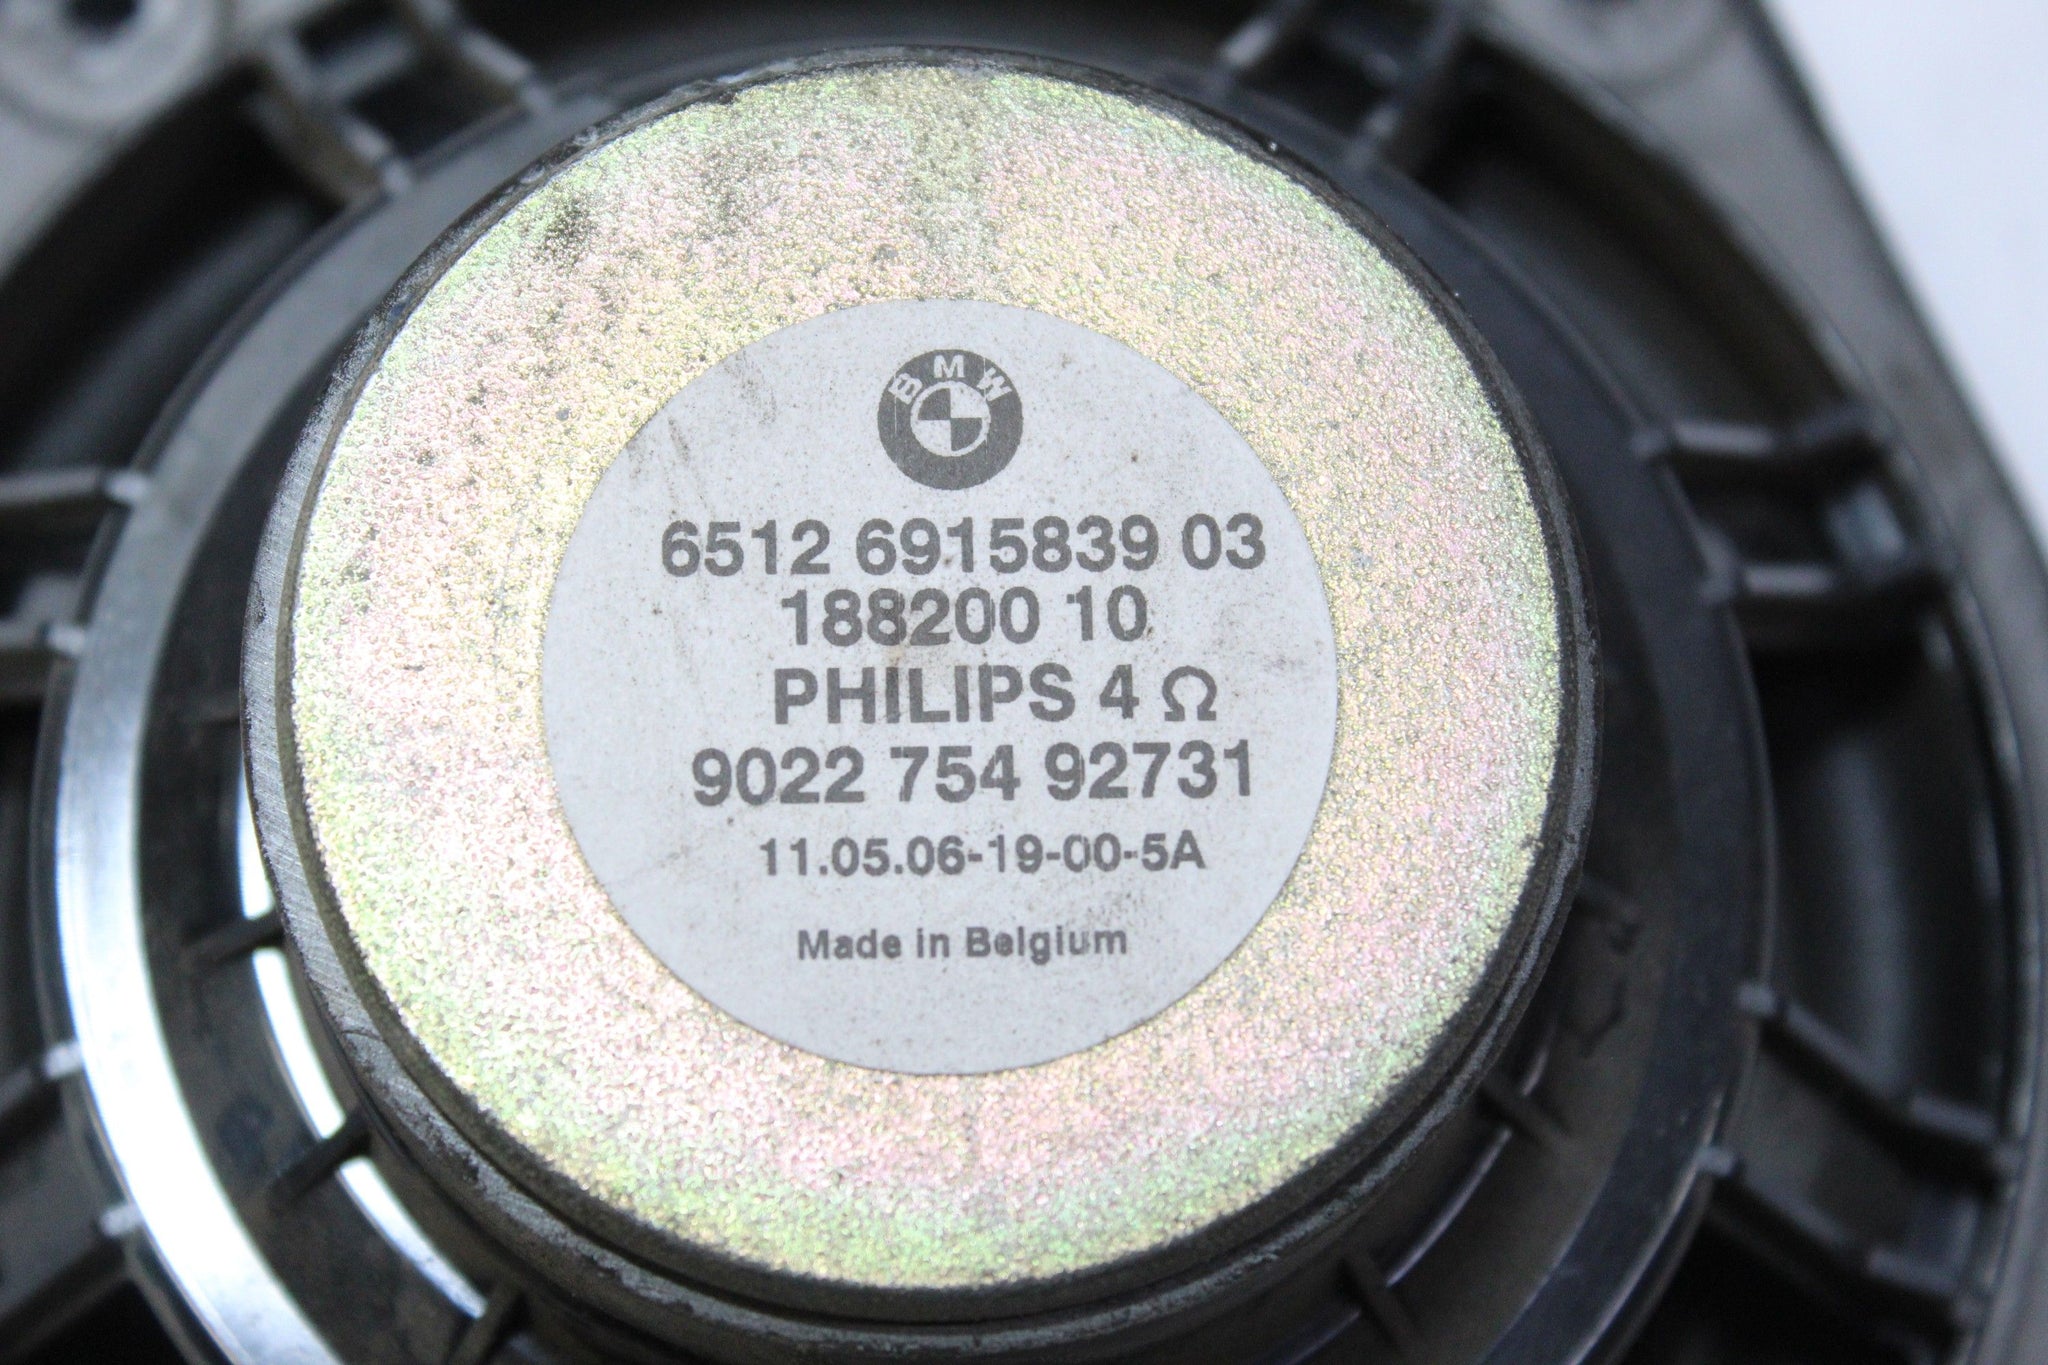 BMW
6512 6915839 03
188200 10
PHILIPS 4 Ω
9022 754 92731
11.05.06-19-00-5A
Made in Belgium